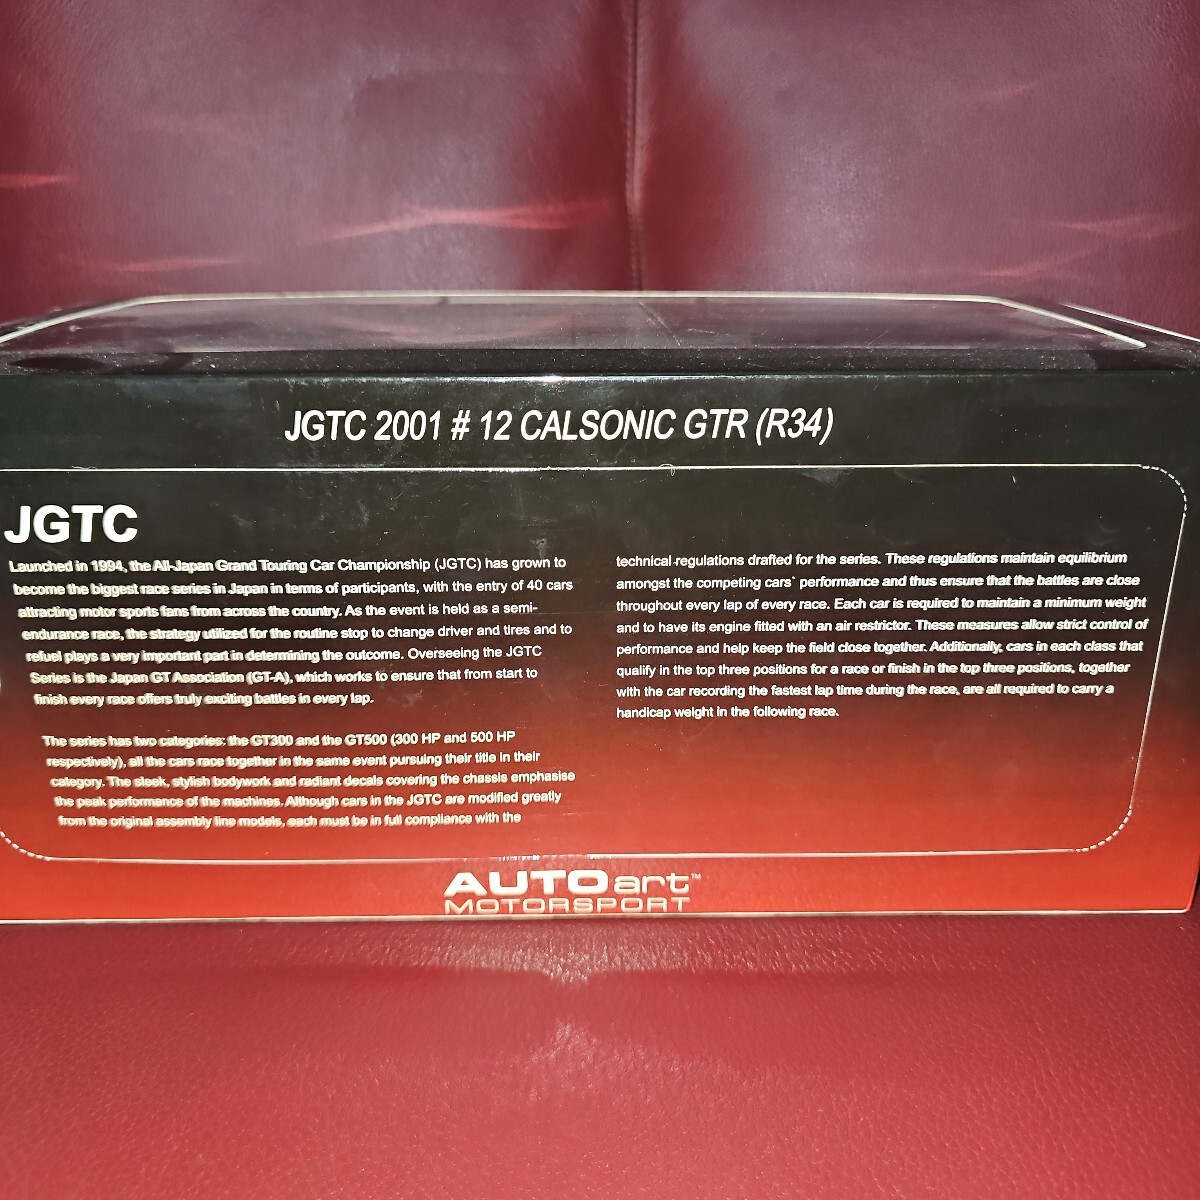 JGTC 2001 # 12 CALSONIC GTR (R34)
JGTC
Launched in 1994, the All-Japan Grand Touring Car Championship (JGTC) has grown to
become the biggest race series in Japan in terms of participants, with the entry of 40 cars
attracting motor sports fans from across the country. As the event is held as a semi-
endurance race, the strategy utilized for the routine stop to change driver and tires and to
refuel plays a very important part in determining the outcome. Overseeing the JGTC
Series is the Japan GT Association (GT-A), which works to ensure that from start to
finish every race offers truly exciting battles in every lap.
The series has two categories: the GT300 and the GT500 (300 HP and 500 HP
respectively), all the cars race together in the same event pursuing their title in their
category. The sleek, stylish bodywork and radiant decals covering the chassis emphasise
the peak performance of the machines. Although cars in the JGTC are modified greatly
from the original assembly line models, each must be in full compliance with the
technical regulations drafted for the series. These regulations maintain equilibrium
amongst the competing cars` performance and thus ensure that the battles are close
throughout every lap of every race. Each car is required to maintain a minimum weight
and to have its engine fitted with an air restrictor. These measures allow strict control of
performance and help keep the field close together. Additionally, cars in each class that
qualify in the top three positions for a race or finish in the top three positions, together
with the car recording the fastest lap time during the race, are all required to carry a
handicap weight in the following race.
AUTOart™
MOTORSPORT